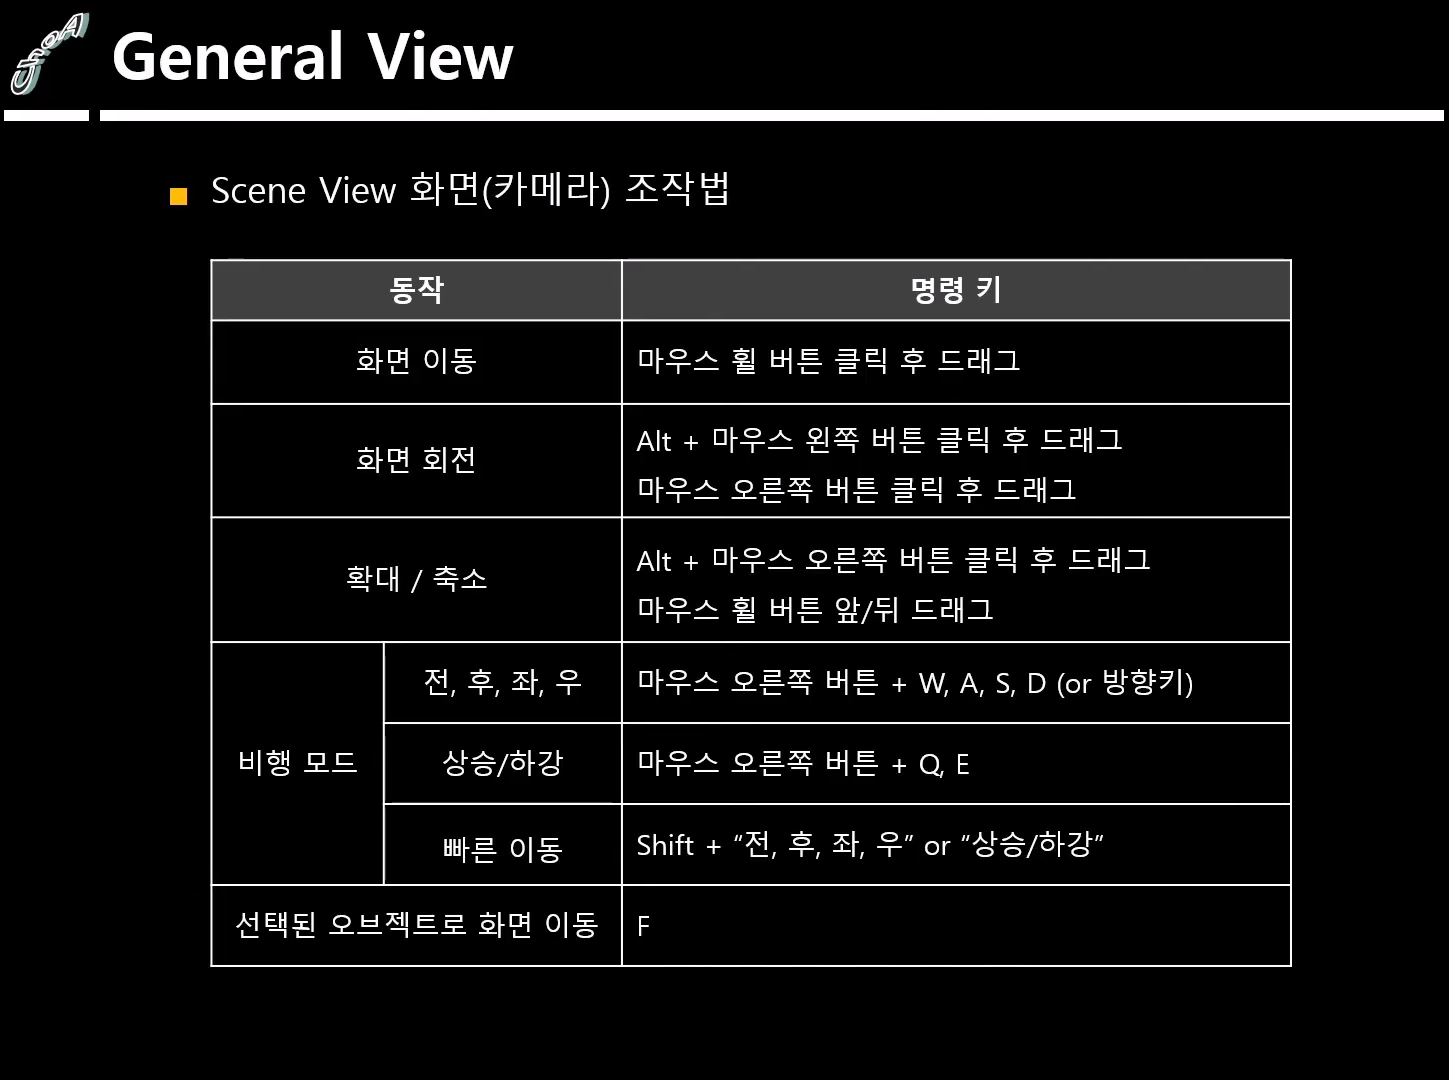 ChoA
General View
Scene View 화면(카메라) 조작법
동작
명령 키
화면 이동
마우스 휠 버튼 클릭 후 드래그
화면 회전
Alt + 마우스 왼쪽 버튼 클릭 후 드래그
마우스 오른쪽 버튼 클릭 후 드래그
확대 / 축소
Alt + 마우스 오른쪽 버튼 클릭 후 드래그
마우스 휠 버튼 앞/뒤 드래그
비행 모드
전, 후, 좌, 우
마우스 오른쪽 버튼 + W, A, S, D (or 방향키)
상승/하강
마우스 오른쪽 버튼 + Q, E
빠른 이동
Shift + “전, 후, 좌, 우” or “상승/하강”
선택된 오브젝트로 화면 이동
F